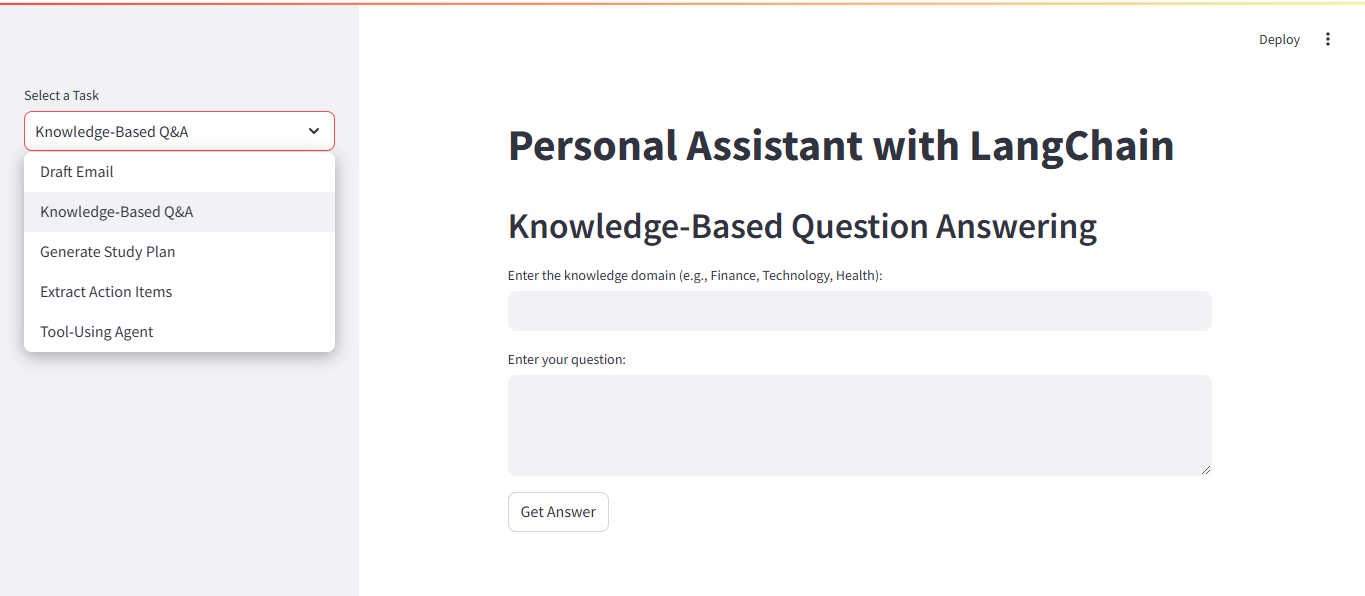 Deploy
Select a Task
Knowledge-Based Q&A
Draft Email
Knowledge-Based Q&A
Generate Study Plan
Extract Action Items
Tool-Using Agent
Personal Assistant with LangChain
Knowledge-Based Question Answering
Enter the knowledge domain (e.g., Finance, Technology, Health):
Enter your question:
Get Answer